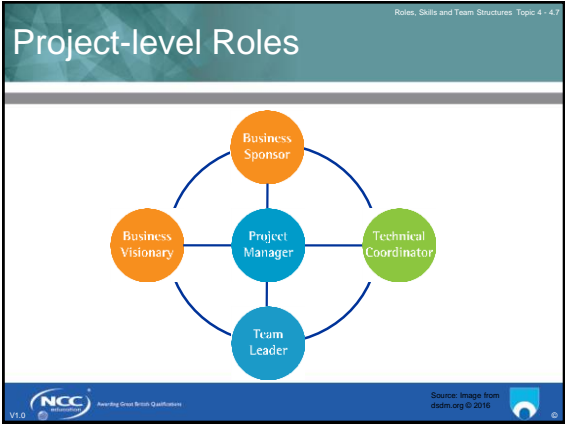 Roles, Skills and Team Structures Topic 4 - 4.7
Project-level Roles
Business
Sponsor
Business
Visionary
Project
Manager
Technical
Coordinator
Team
Leader
V1.0
NCC
education
Awarding Great British Qualifications
Source: Image from
dsdm.org © 2016
©